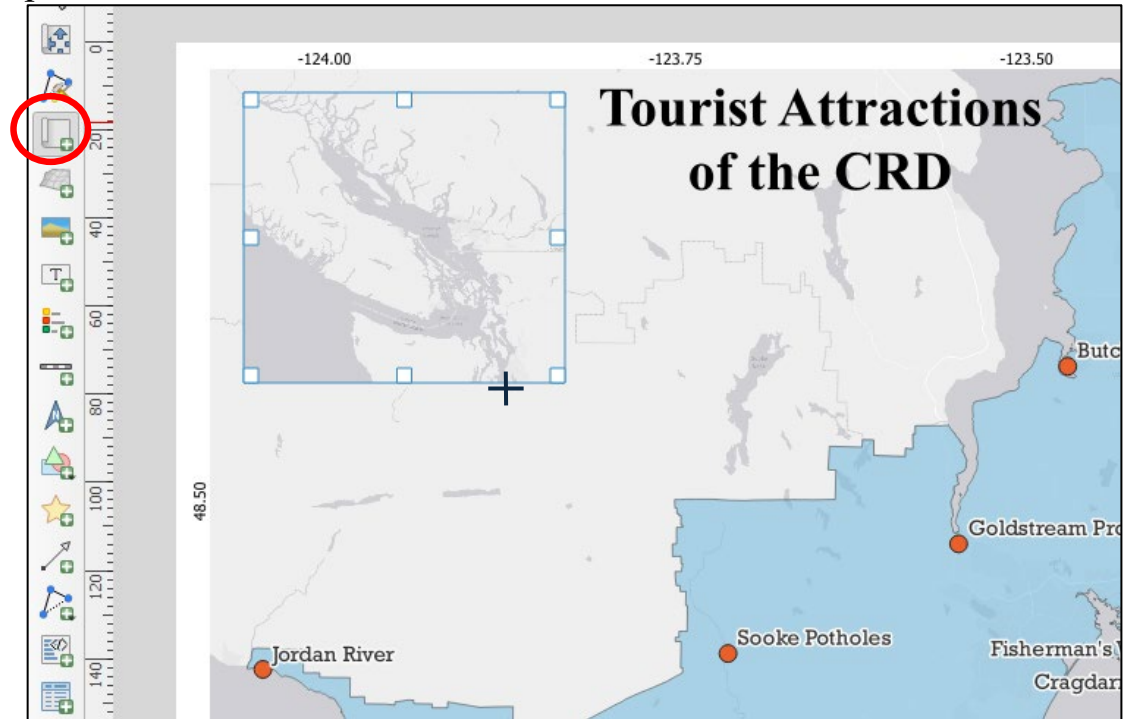 -124.00
-123.75
-123.50
0
20
40
60
80
100
120
140
48.50
Tourist Attractions
of the CRD
Butc
Goldstream Pro
Sooke Potholes
Fisherman's
Cragdar
Jordan River
T